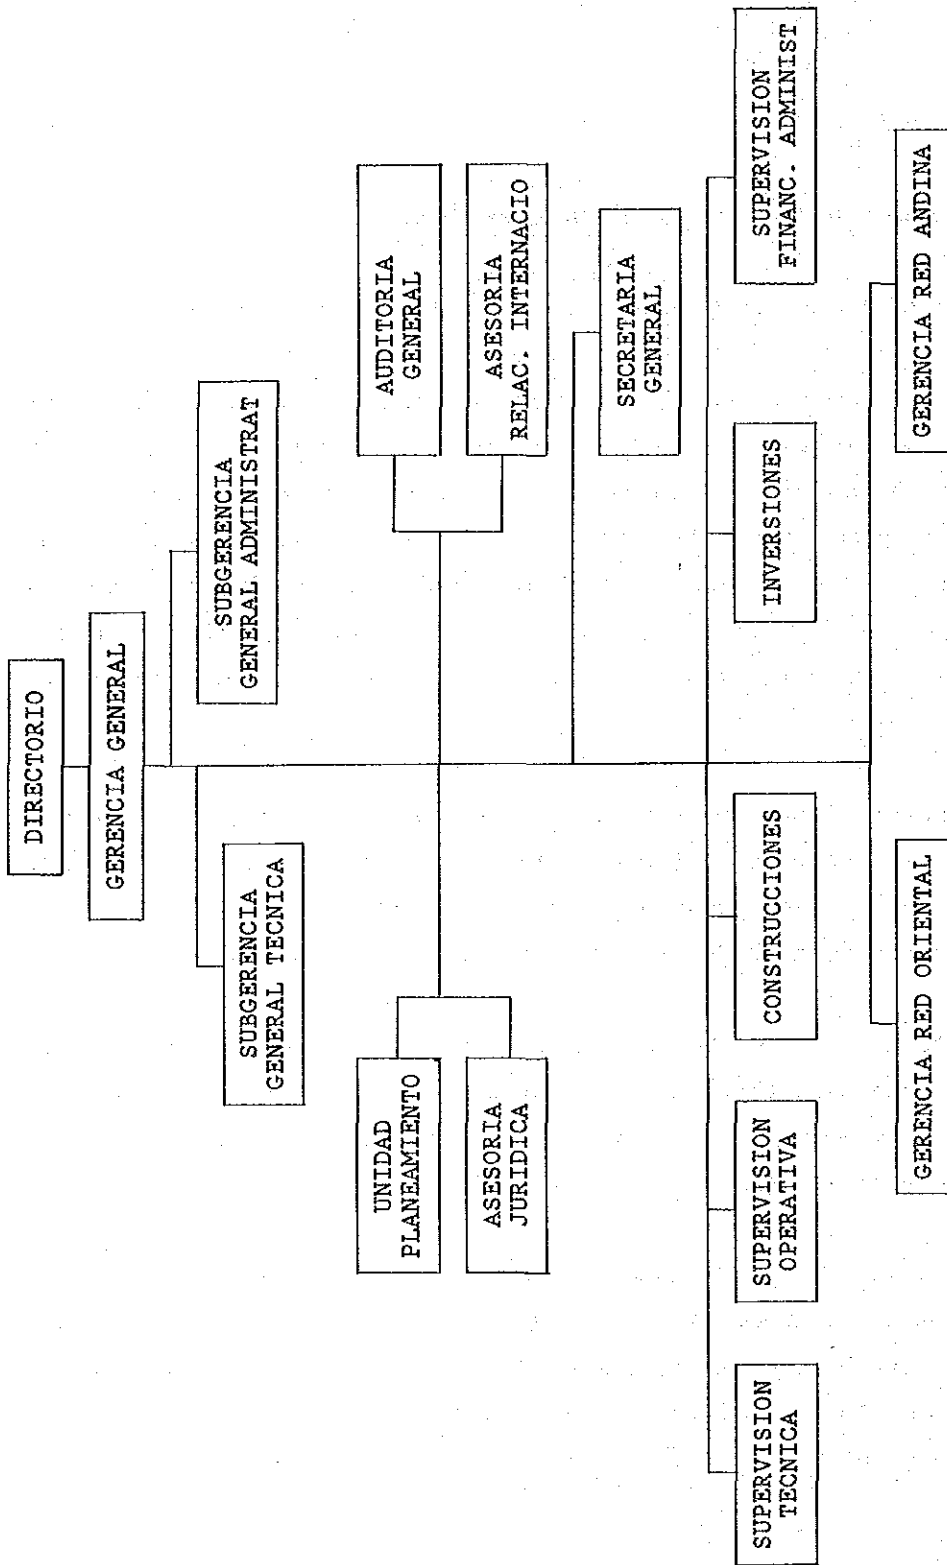 DIRECTORIO
GERENCIA GENERAL
SUBGERENCIA
GENERAL ADMINISTRAT
SUBGERENCIA
GENERAL TECNICA
UNIDAD
PLANEAMIENTO
AUDITORIA
GENERAL
ASESORIA
JURIDICA
ASESORIA
RELAC. INTERNACIO
SECRETARIA
GENERAL
SUPERVISION
TECNICA
SUPERVISION
OPERATIVA
CONSTRUCCIONES
INVERSIONES
SUPERVISION
FINANC. ADMINIST
GERENCIA RED ORIENTAL
GERENCIA RED ANDINA